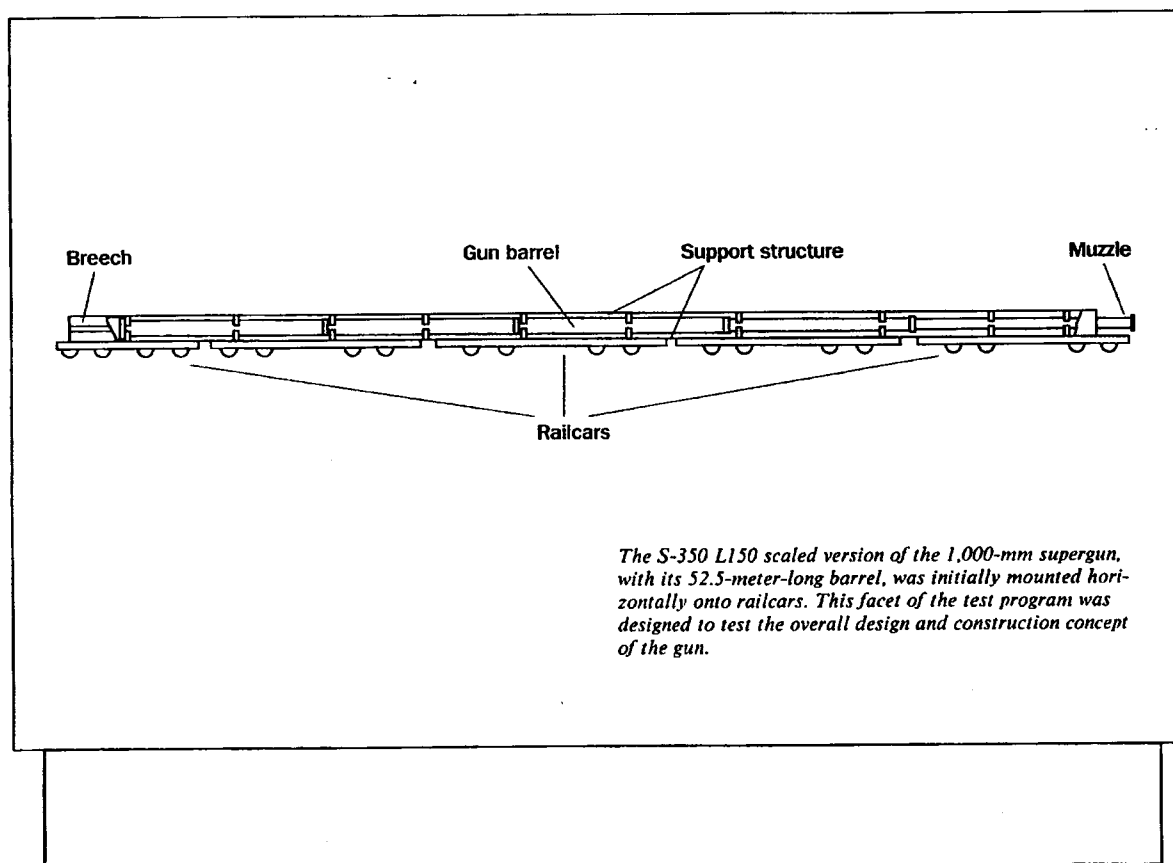 Breech
Gun barrel
Support structure
Muzzle
Railcars
The S-350 L150 scaled version of the 1,000-mm supergun,
with its 52.5-meter-long barrel, was initially mounted hori-
zontally onto railcars. This facet of the test program was
designed to test the overall design and construction concept
of the gun.